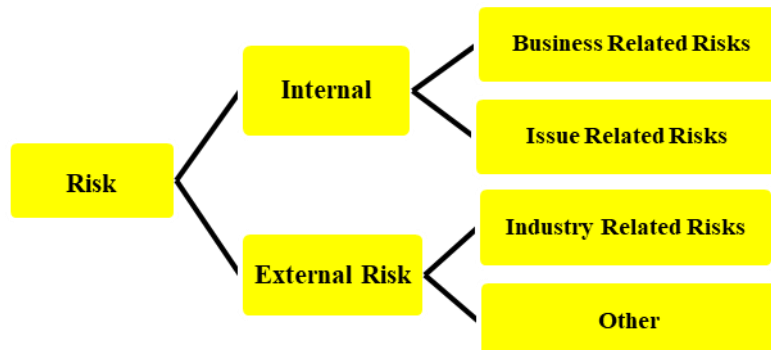 Business Related Risks
Internal
Issue Related Risks
Risk
Industry Related Risks
External Risk
Other